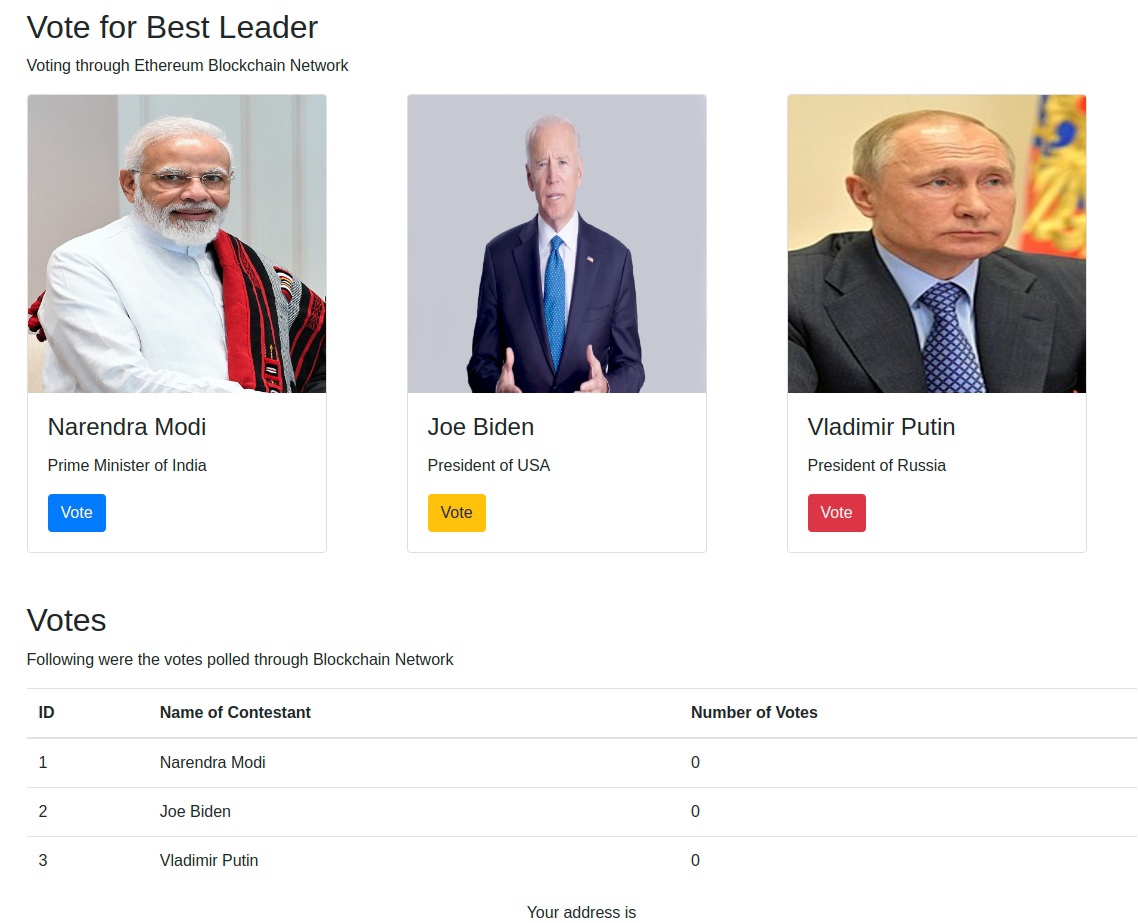 Vote for Best Leader
Voting through Ethereum Blockchain Network
Narendra Modi
Prime Minister of India
Vote
Joe Biden
President of USA
Vote
Vladimir Putin
President of Russia
Vote
Votes
Following were the votes polled through Blockchain Network
ID Name of Contestant Number of Votes
1 Narendra Modi 0
2 Joe Biden 0
3 Vladimir Putin 0
Your address is